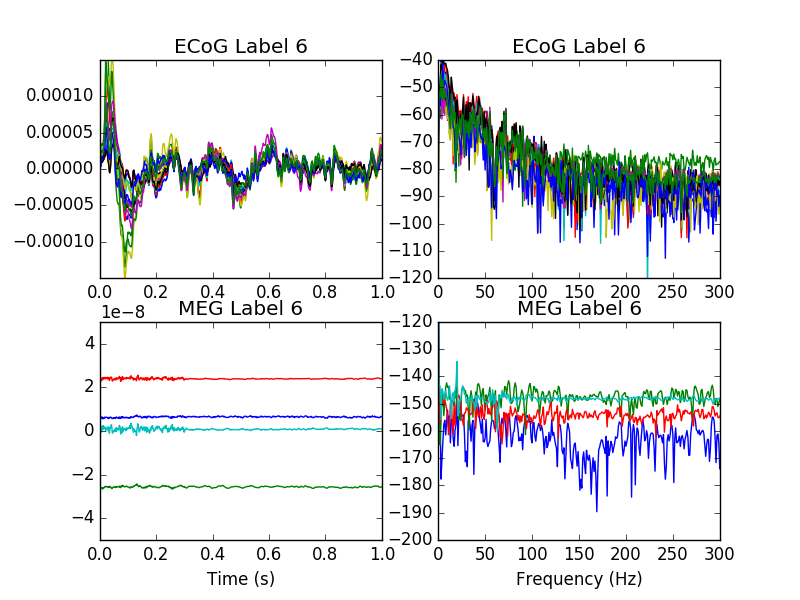 ECoG Label 6
0.00010
0.00005
0.00000
−0.00005
−0.00010
0.0 0.2 0.4 0.6 0.8 1.0
ECoG Label 6
−40
−50
−60
−70
−80
−90
−100
−110
−120
0 50 100 150 200 250 300
MEG Label 6
1e−8
4
2
0
−2
−4
0.0 0.2 0.4 0.6 0.8 1.0
Time (s)
MEG Label 6
−120
−130
−140
−150
−160
−170
−180
−190
−200
0 50 100 150 200 250 300
Frequency (Hz)